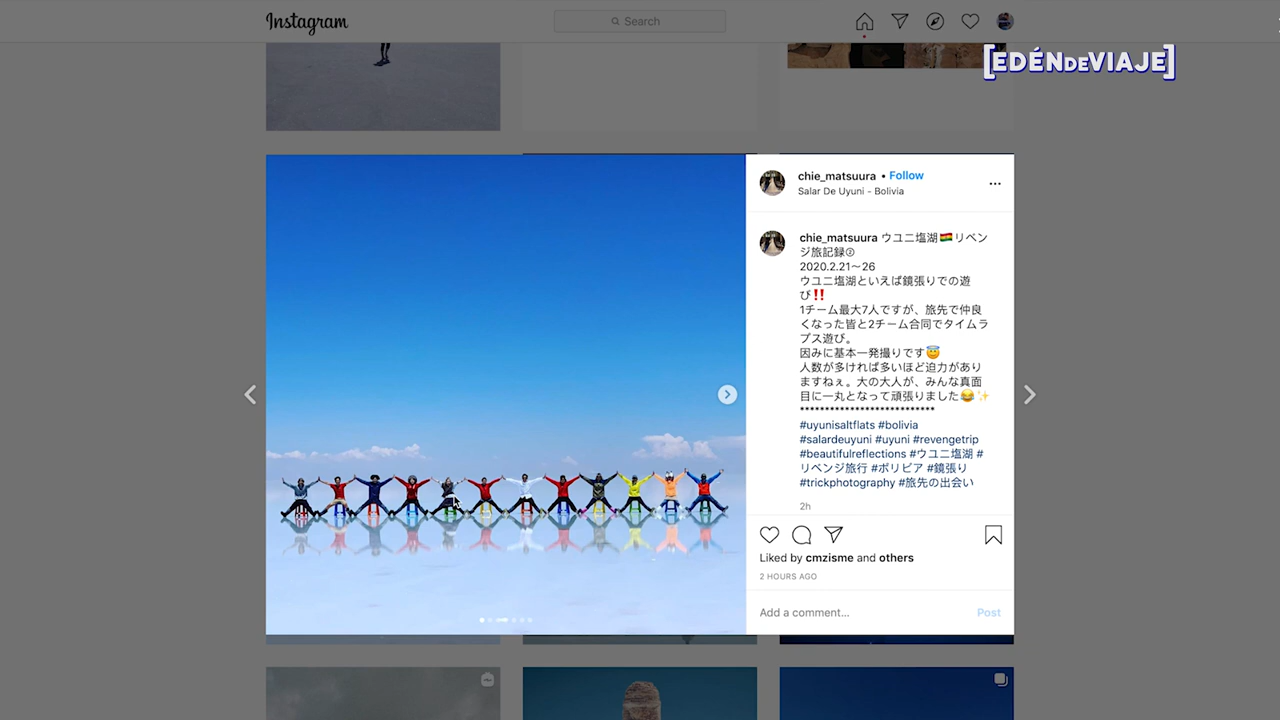 Instagram
Search
[EDÉNDEVIAJE]
chie_matsuura • Follow
Salar De Uyuni - Bolivia
chie_matsuura ウユニ塩湖🇧🇴リベン
ジ旅記録②
2020.2.21〜26
ウユニ塩湖といえば鏡張りでの遊
び‼️
1チーム最大7人ですが、旅先で仲良
くなった皆と2チーム合同でタイムラ
プス遊び。
因みに基本一発撮りです😇
人数が多ければ多いほど迫力があり
ますねぇ。大の大人が、みんな真面
目に一丸となって頑張りました😂✨
***************************
#uyunisaltflats #bolivia
#salardeuyuni #uyuni #revengetrip
#beautifulreflections #ウユニ塩湖 #
リベンジ旅行 #ボリビア #鏡張り
#trickphotography #旅先の出会い
2h
Liked by cmzisme and others
2 HOURS AGO
Add a comment...
Post